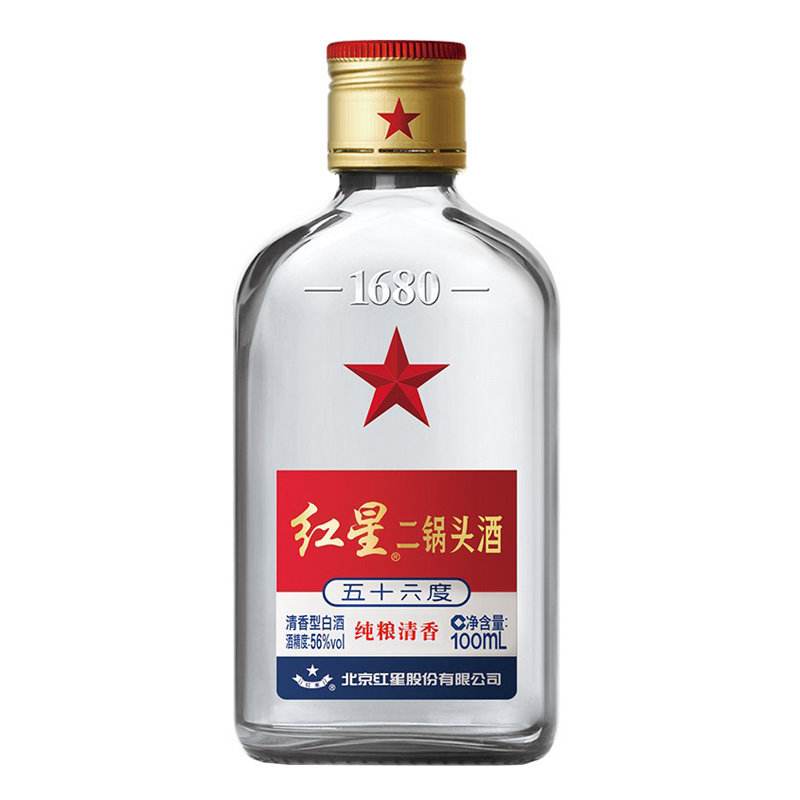 —1680—
红星®二锅头酒
五十六度
清香型白酒
酒精度:56%vol
纯粮清香
净含量:
100mL
® 北京红星股份有限公司